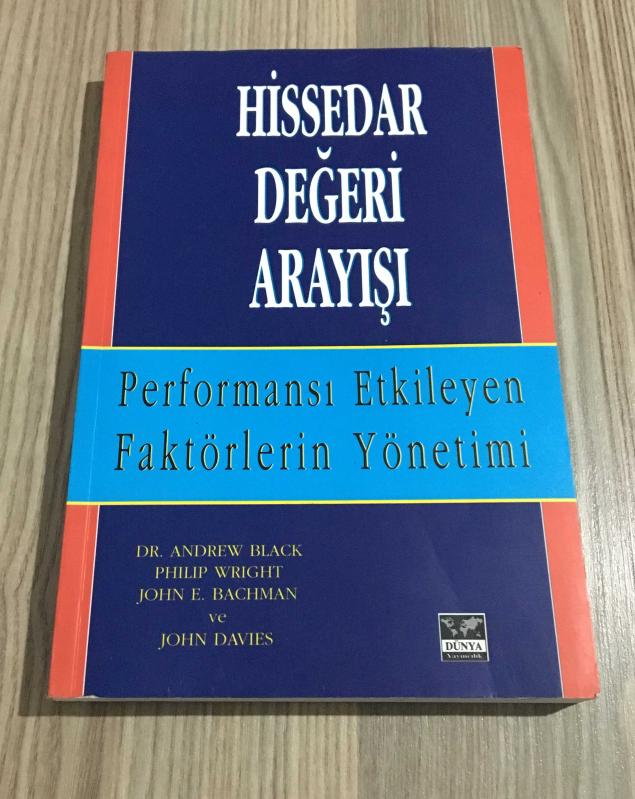 HİSSEDAR
DEĞERİ
ARAYIŞI
Performansı Etkileyen
Faktörlerin Yönetimi
DR. ANDREW BLACK
PHILIP WRIGHT
JOHN E. BACHMAN
ve
JOHN DAVIES
DÜNYA
Yayıncılık